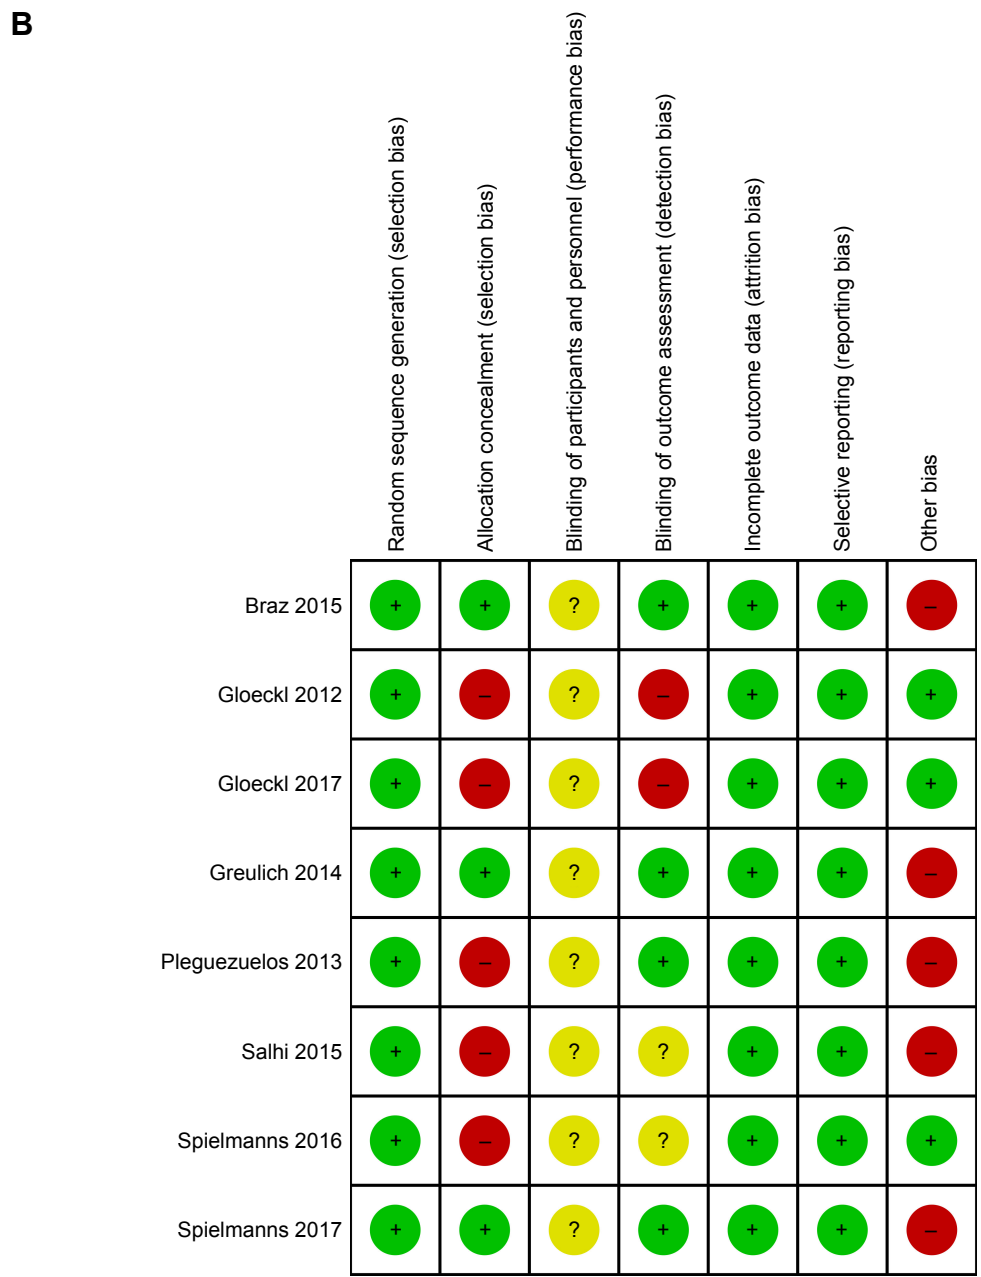 B
Random sequence generation (selection bias)
Allocation concealment (selection bias)
Blinding of participants and personnel (performance bias)
Blinding of outcome assessment (detection bias)
Incomplete outcome data (attrition bias)
Selective reporting (reporting bias)
Other bias
Braz 2015 + + ? + + + –
Gloeckl 2012 + – ? – + + +
Gloeckl 2017 + – ? – + + +
Greulich 2014 + + ? + + + –
Pleguezuelos 2013 + – ? + + + –
Salhi 2015 + – ? ? + + –
Spielmanns 2016 + – ? ? + + +
Spielmanns 2017 + + ? + + + –